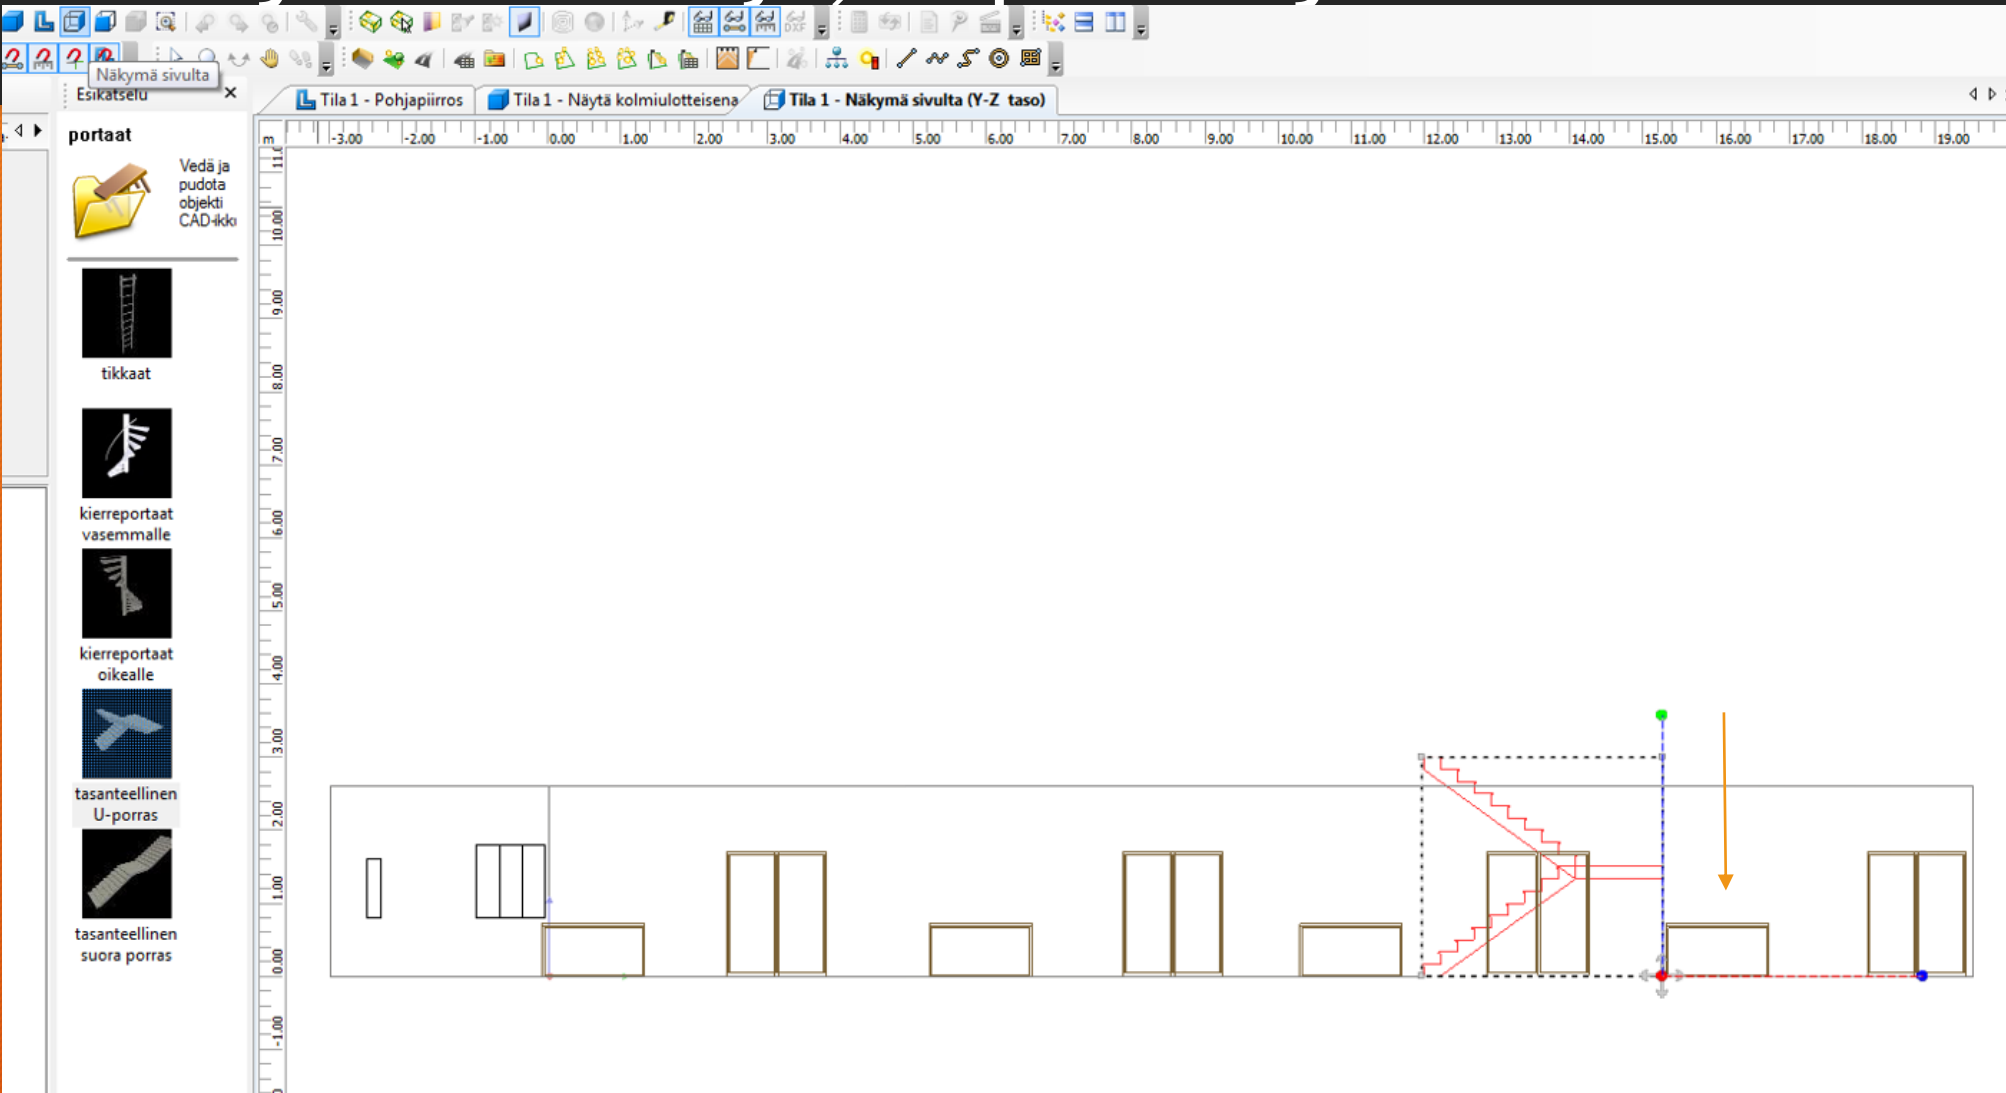 Näkymä sivulta
Esikatselu
Tila 1 - Pohjapiirros
Tila 1 - Näytä kolmiulotteisena
Tila 1 - Näkymä sivulta (Y-Z taso)
portaat
Vedä ja
pudota
objekti
CAD-ikku
tikkaat
kierreportaat
vasemmalle
kierreportaat
oikealle
tasanteellinen
U-porras
tasanteellinen
suora porras
m
-3.00 -2.00 -1.00 0.00 1.00 2.00 3.00 4.00 5.00 6.00 7.00 8.00 9.00 10.00 11.00 12.00 13.00 14.00 15.00 16.00 17.00 18.00 19.00
10.00
9.00
8.00
7.00
6.00
5.00
4.00
3.00
2.00
1.00
0.00
-1.00
DXF